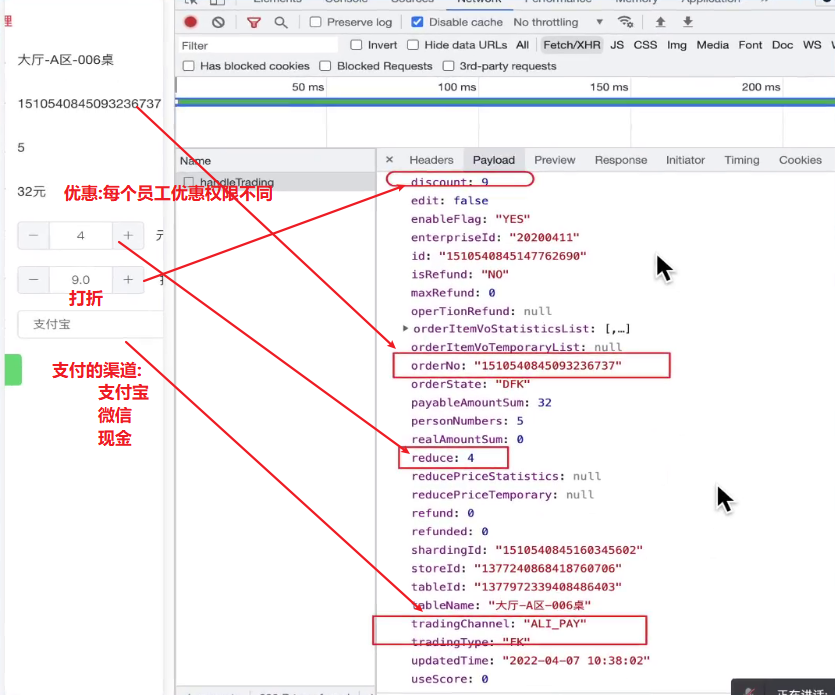 Preserve log
Disable cache
No throttling
Filter
Invert
Hide data URLs
All
Fetch/XHR
JS
CSS
Img
Media
Font
Doc
WS
Has blocked cookies
Blocked Requests
3rd-party requests
50 ms
100 ms
150 ms
200 ms
理
大厅-A区-006桌
1510540845093236737
5
32元
优惠:每个员工优惠权限不同
4
元
9.0
打折
支付宝
支付的渠道:
支付宝
微信
现金
Name
handleTrading
Headers
Payload
Preview
Response
Initiator
Timing
Cookies
discount: 9
edit: false
enableFlag: "YES"
enterpriseId: "20200411"
id: "1510540845147762690"
isRefund: "NO"
maxRefund: 0
operTionRefund: null
orderItemVoStatisticsList: [,…]
orderItemVoTemporaryList: null
orderNo: "1510540845093236737"
orderState: "DFK"
payableAmountSum: 32
personNumbers: 5
realAmountSum: 0
reduce: 4
reducePriceStatistics: null
reducePriceTemporary: null
refund: 0
refunded: 0
shardingId: "1510540845160345602"
storeId: "1377240868418760706"
tableId: "1377972339408486403"
tableName: "大厅-A区-006桌"
tradingChannel: "ALI_PAY"
tradingType: "FK"
updatedTime: "2022-04-07 10:38:02"
useScore: 0
正在讲话: